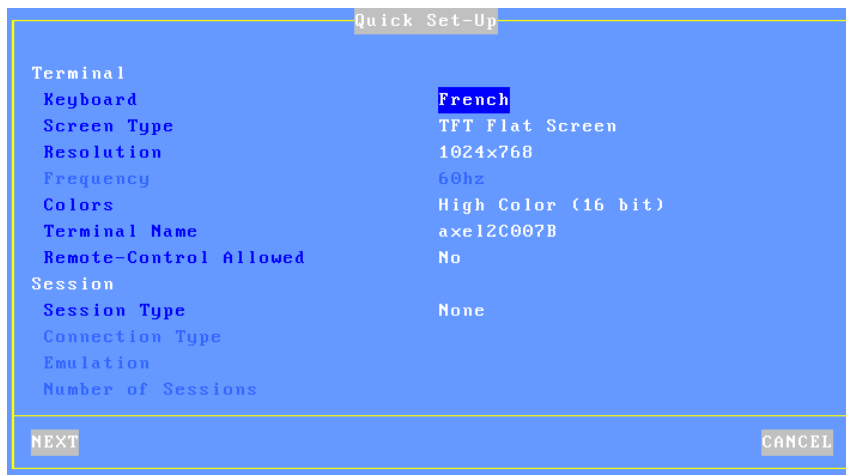 Quick Set-Up
Terminal
Keyboard French
Screen Type TFT Flat Screen
Resolution 1024x768
Frequency 60hz
Colors High Color (16 bit)
Terminal Name axel2C007B
Remote-Control Allowed No
Session
Session Type None
Connection Type
Emulation
Number of Sessions
NEXT CANCEL